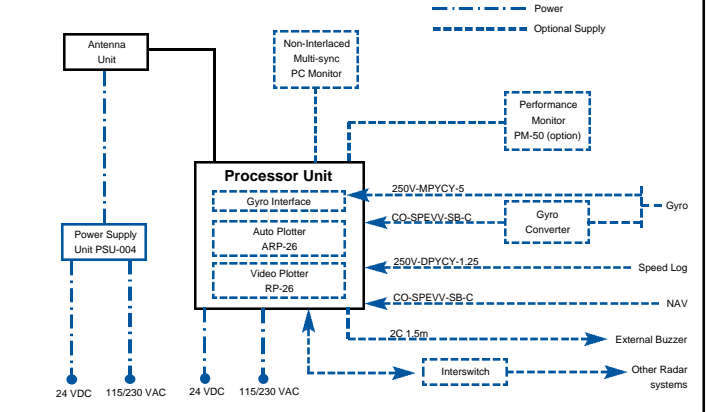 Power
Optional Supply
Antenna
Unit
Non-Interlaced
Multi-sync
PC Monitor
Performance
Monitor
PM-50 (option)
Processor Unit
Gyro Interface
Auto Plotter
ARP-26
Video Plotter
RP-26
250V-MPYCY-5
Gyro
CO-SPEVV-SB-C
Gyro
Converter
Power Supply
Unit PSU-004
250V-DPYCY-1.25
Speed Log
CO-SPEVV-SB-C
NAV
2C 1.5m
External Buzzer
Interswitch
Other Radar
systems
24 VDC
115/230 VAC
24 VDC
115/230 VAC